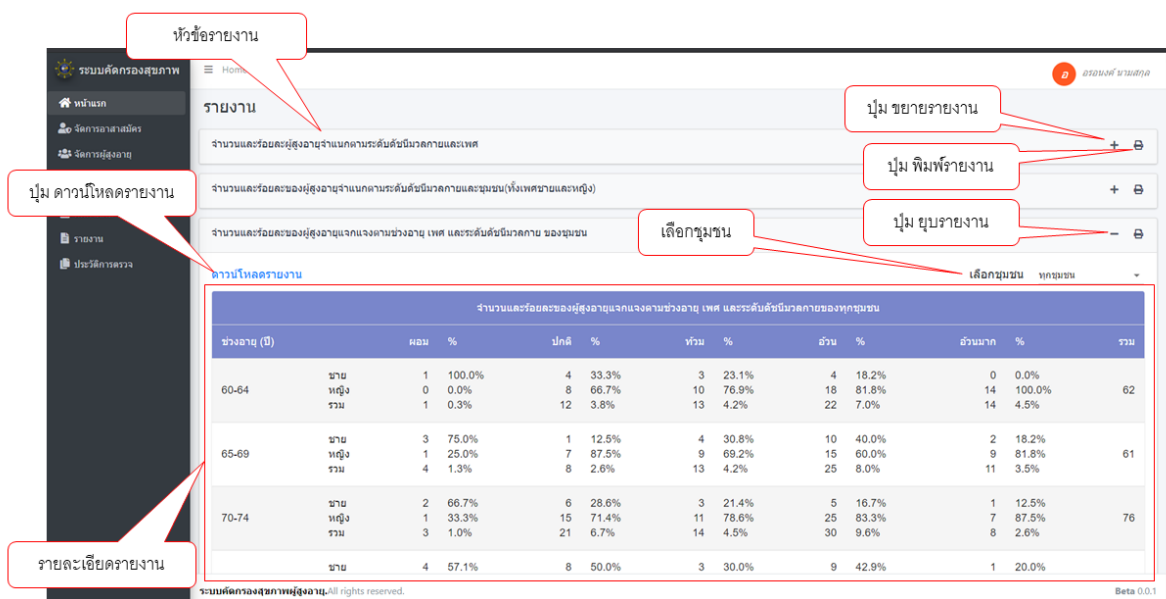 หัวข้อรายงาน
ระบบคัดกรองสุขภาพ
อ อรอนงค์ นามสกุล
หน้าแรก
รายงาน
ปุ่ม ขยายรายงาน
จัดการอาสาสมัคร
จำนวนและร้อยละผู้สูงอายุจำแนกตามระดับดัชนีมวลกายและเพศ
จัดการผู้สูงอายุ
ปุ่ม พิมพ์รายงาน
ปุ่ม ดาวน์โหลดรายงาน
จำนวนและร้อยละของผู้สูงอายุจำแนกตามระดับดัชนีมวลกายและชุมชน(ทั้งเพศชายและหญิง)
ปุ่ม ยุบรายงาน
เลือกชุมชน
รายงาน
จำนวนและร้อยละของผู้สูงอายุแจกแจงตามช่วงอายุ เพศ และระดับดัชนีมวลกาย ของชุมชน
ประวัติการตรวจ
ดาวน์โหลดรายงาน เลือกชุมชน ทุกชุมชน
จำนวนและร้อยละของผู้สูงอายุแจกแจงตามช่วงอายุ เพศ และระดับดัชนีมวลกายของทุกชุมชน
ช่วงอายุ (ปี) ผอม % ปกติ % ท้วม % อ้วน % อ้วนมาก % รวม
ชาย 1 100.0% 4 33.3% 3 23.1% 4 18.2% 0 0.0%
60-64 หญิง 0 0.0% 8 66.7% 10 76.9% 18 81.8% 14 100.0% 62
รวม 1 0.3% 12 3.8% 13 4.2% 22 7.0% 14 4.5%
ชาย 3 75.0% 1 12.5% 4 30.8% 10 40.0% 2 18.2%
65-69 หญิง 1 25.0% 7 87.5% 9 69.2% 15 60.0% 9 81.8% 61
รวม 4 1.3% 8 2.6% 13 4.2% 25 8.0% 11 3.5%
ชาย 2 66.7% 6 28.6% 3 21.4% 5 16.7% 1 12.5%
70-74 หญิง 1 33.3% 15 71.4% 11 78.6% 25 83.3% 7 87.5% 76
รวม 3 1.0% 21 6.7% 14 4.5% 30 9.6% 8 2.6%
รายละเอียดรายงาน
ชาย 4 57.1% 8 50.0% 3 30.0% 9 42.9% 1 20.0%
ระบบคัดกรองสุขภาพผู้สูงอายุ.All rights reserved. Beta 0.0.1